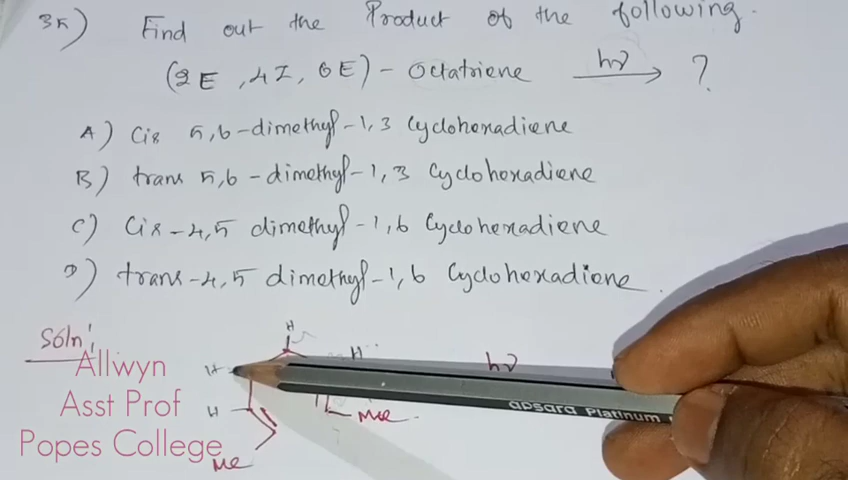 35) Find out the Product of the following.
(2E, 4Z, 6E) - Octatriene hν ?
A) Cis 5,6-dimethyl-1,3 Cyclohexadiene
B) trans 5,6-dimethyl-1,3 Cyclohexadiene
C) Cis-4,5 dimethyl-1,6 Cyclohexadiene
D) trans-4,5 dimethyl-1,6 Cyclohexadiene.
Soln:
H
H H hν
Allwyn
Asst Prof
Popes College
apsara Platinum
H Me
Me